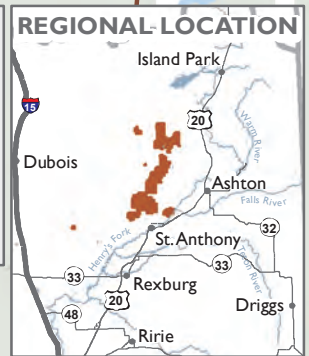 REGIONAL LOCATION
Island Park
15
20
Warm River
Dubois
Ashton
Falls River
32
Henry's Fork
St. Anthony
33
33
Teton River
Rexburg
20
Driggs
48
Ririe